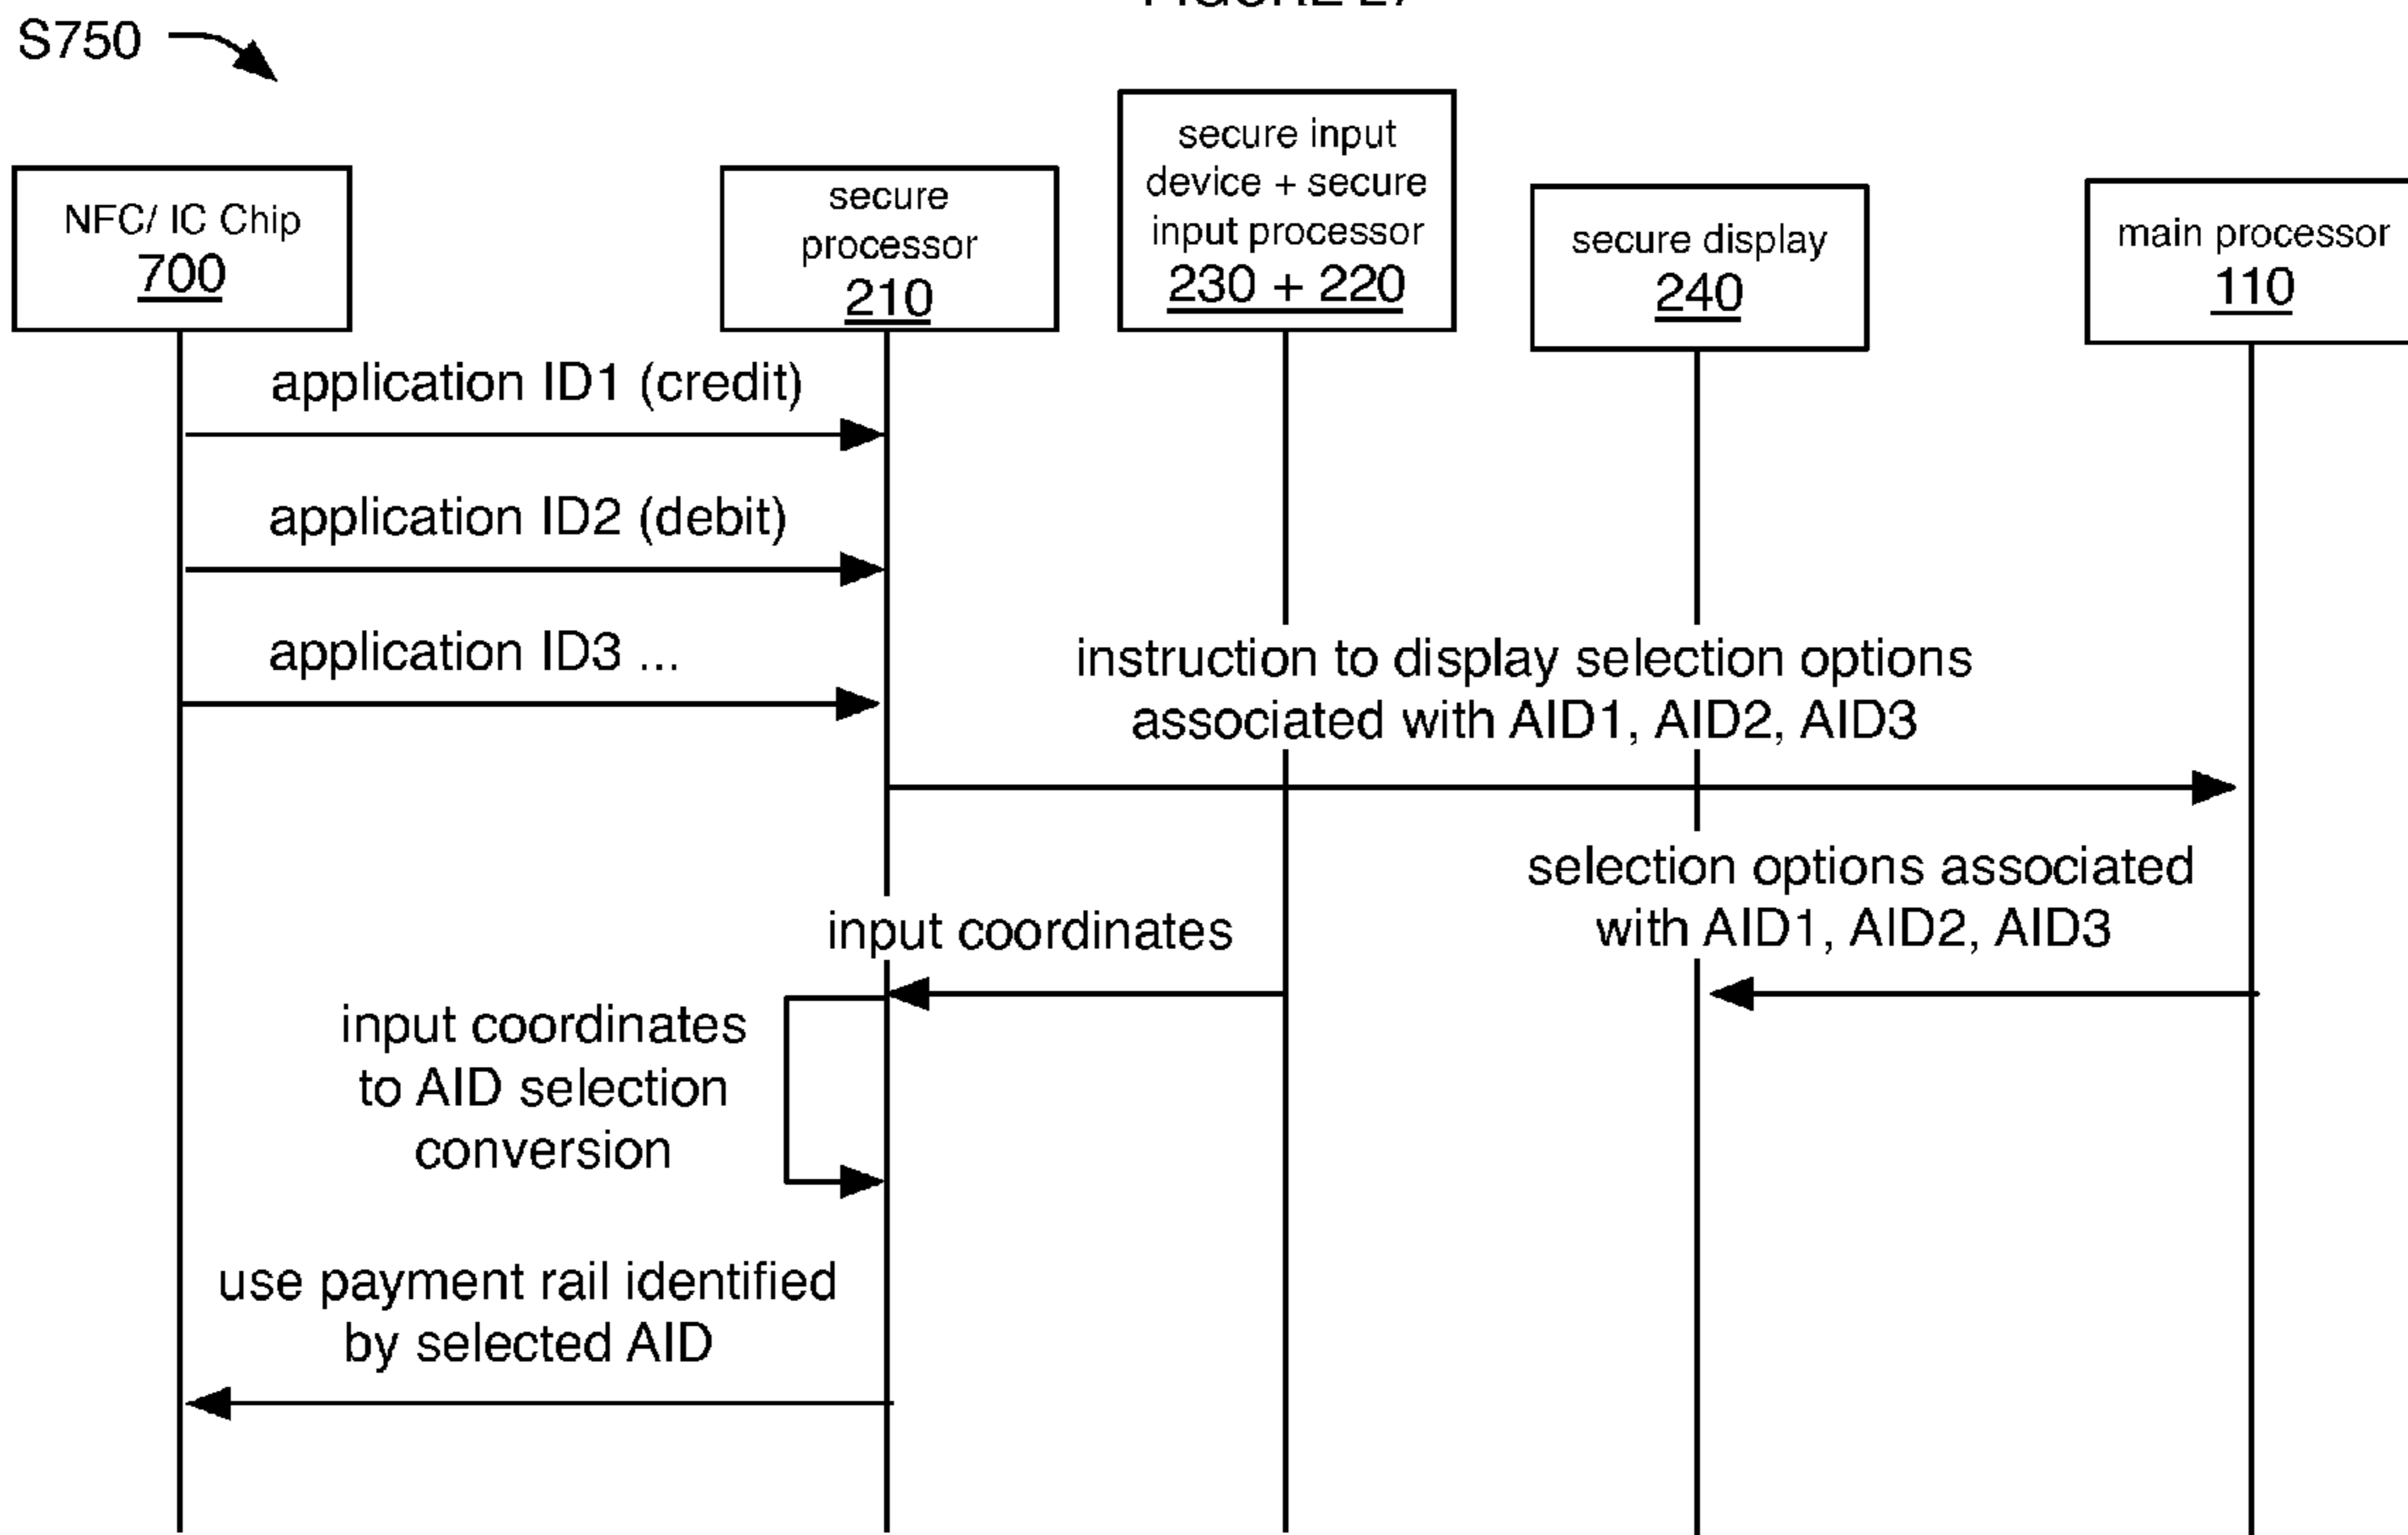 S750
NFC/ IC Chip
700
secure
processor
210
secure input
device + secure
input processor
230 + 220
secure display
240
main processor
110
application ID1 (credit)
application ID2 (debit)
application ID3 ...
instruction to display selection options
associated with AID1, AID2, AID3
selection options associated
with AID1, AID2, AID3
input coordinates
input coordinates
to AID selection
conversion
use payment rail identified
by selected AID